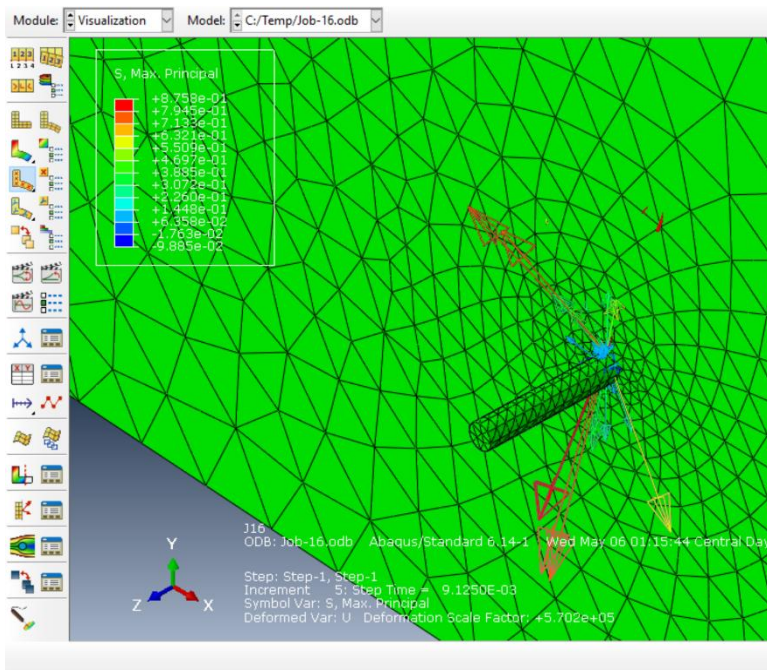 Module: Visualization Model: C:/Temp/Job-16.odb
S, Max. Principal
+8.758e-01
+7.945e-01
+7.133e-01
+6.321e-01
+5.509e-01
+4.697e-01
+3.885e-01
+3.072e-01
+2.260e-01
+1.448e-01
+6.358e-02
-1.763e-02
-9.885e-02
J16
ODB: Job-16.odb Abaqus/Standard 6.14-1 Wed May 06 01:15:44 Central Day
Y
Z X
Step: Step-1, Step-1
Increment 5: Step Time = 9.1250E-03
Symbol Var: S, Max. Principal
Deformed Var: U Deformation Scale Factor: +5.702e+05